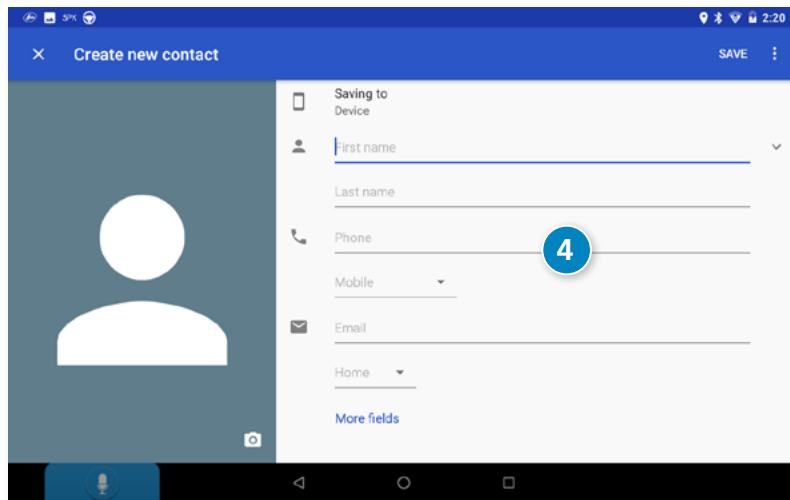 SPK 2:20
Create new contact SAVE
Saving to
Device
First name
Last name
Phone
4
Mobile
Email
Home
More fields